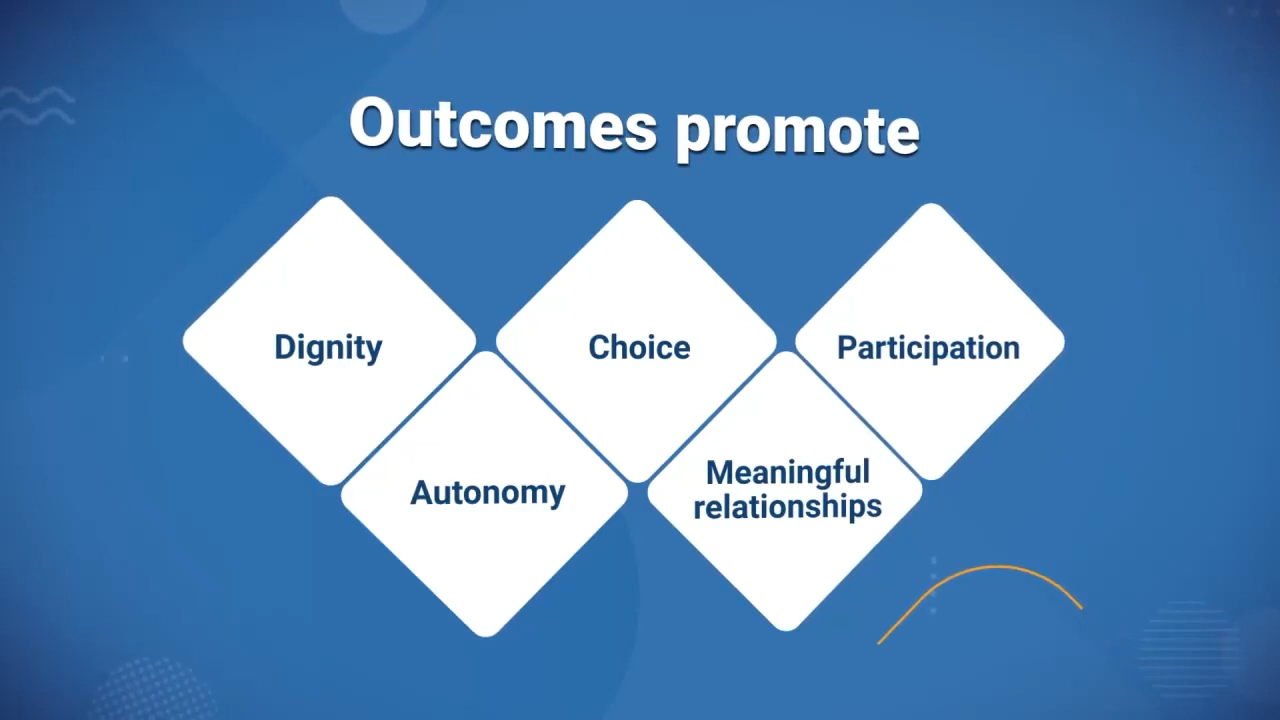 Outcomes promote
Dignity
Choice
Participation
Autonomy
Meaningful
relationships